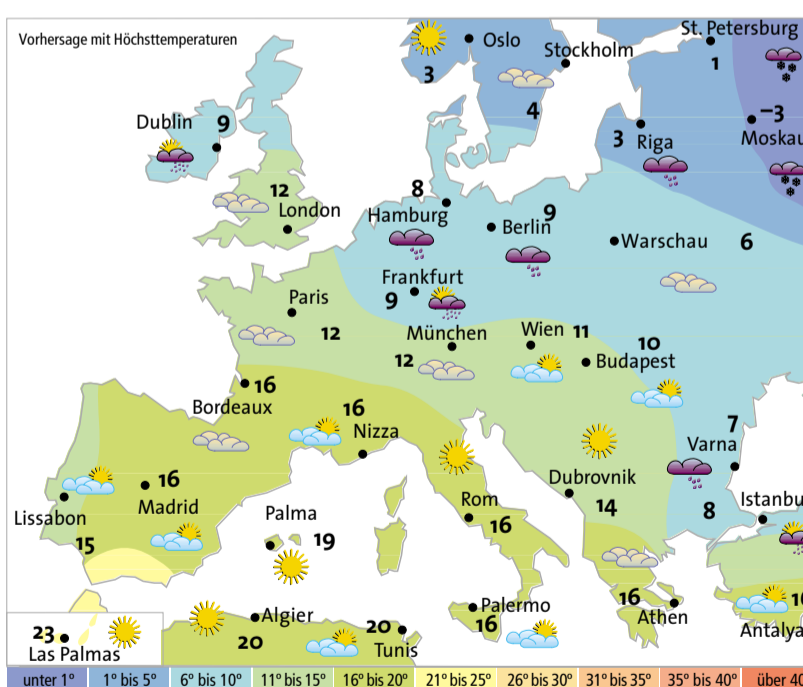 Vorhersage mit Höchsttemperaturen
Oslo
3
Stockholm
4
St. Petersburg
1
-3
Moskau
3
Riga
Dublin
9
12
London
8
Hamburg
9
Berlin
Warschau
6
Frankfurt
9
Paris
12
München
12
Wien
11
10
Budapest
16
Bordeaux
16
Nizza
7
Varna
8
Istanbu
16
Madrid
Lissabon
15
Palma
19
Rom
16
Dubrovnik
14
16
Athen
Palermo
16
Antalya
23
Las Palmas
Algier
20
20
Tunis
unter 1° 1° bis 5° 6° bis 10° 11° bis 15° 16° bis 20° 21° bis 25° 26° bis 30° 31° bis 35° 35° bis 40° über 40